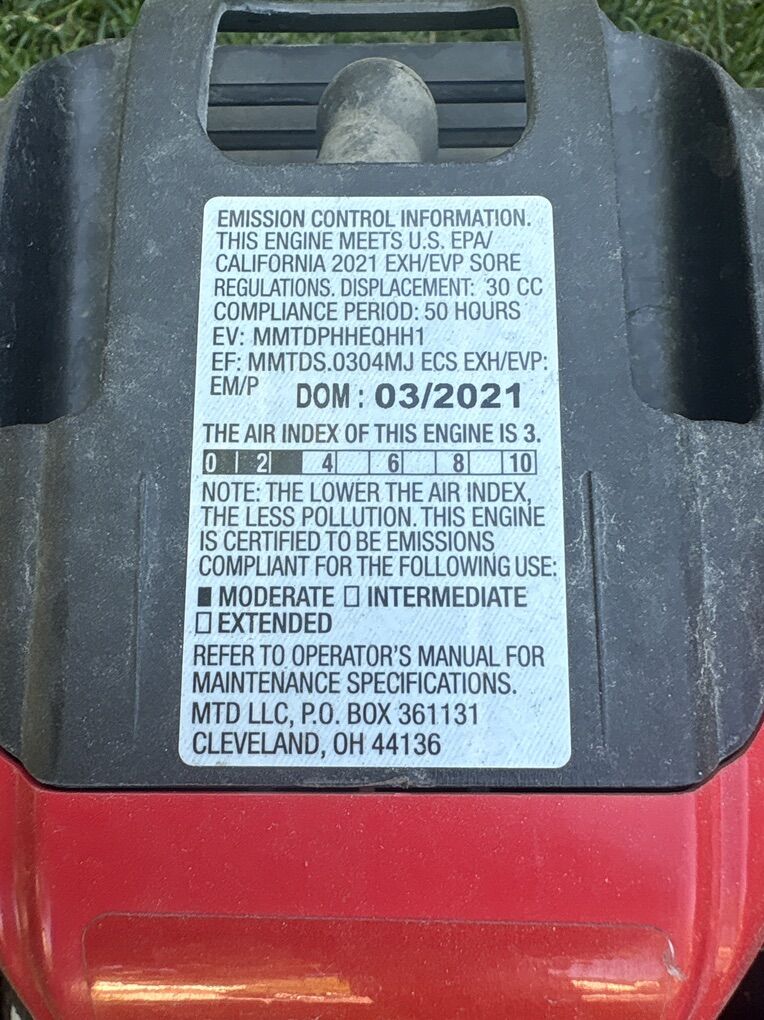 EMISSION CONTROL INFORMATION.
THIS ENGINE MEETS U.S. EPA/
CALIFORNIA 2021 EXH/EVP SORE
REGULATIONS. DISPLACEMENT: 30 CC
COMPLIANCE PERIOD: 50 HOURS
EV: MMTDPHHEQHH1
EF: MMTDS.0304MJ ECS EXH/EVP:
EM/P DOM : 03/2021
THE AIR INDEX OF THIS ENGINE IS 3.
0 2 4 6 8 10
NOTE: THE LOWER THE AIR INDEX,
THE LESS POLLUTION. THIS ENGINE
IS CERTIFIED TO BE EMISSIONS
COMPLIANT FOR THE FOLLOWING USE:
■ MODERATE □ INTERMEDIATE
□ EXTENDED
REFER TO OPERATOR'S MANUAL FOR
MAINTENANCE SPECIFICATIONS.
MTD LLC, P.O. BOX 361131
CLEVELAND, OH 44136